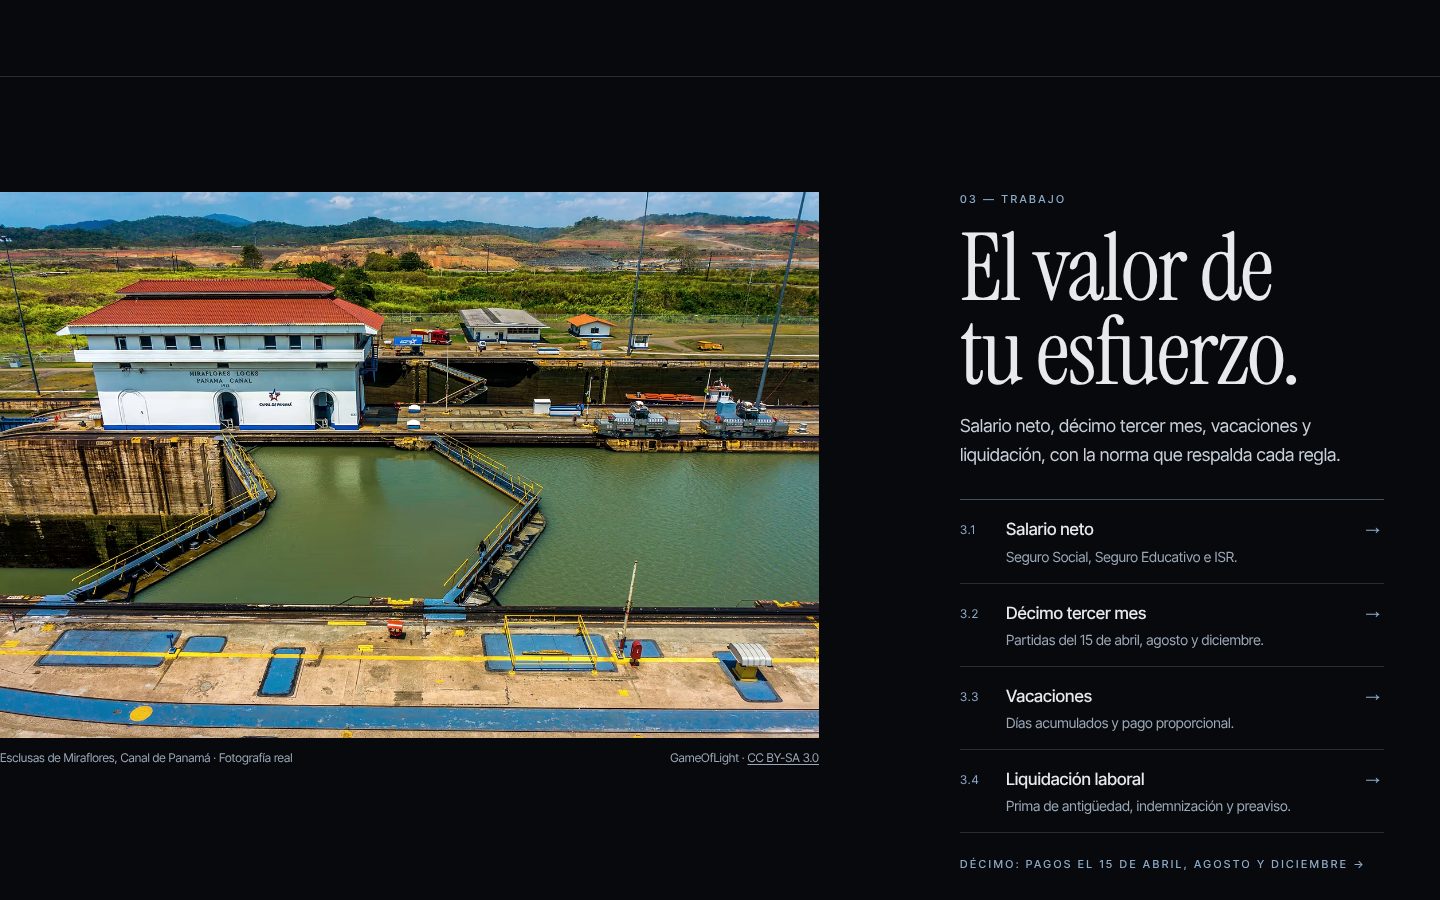 MIRAFLORES LOCKS
PANAMA CANAL
CANAL DE PANAMÁ
Esclusas de Miraflores, Canal de Panamá · Fotografía real
GameOfLight · CC BY-SA 3.0
03 — TRABAJO
El valor de
tu esfuerzo.
Salario neto, décimo tercer mes, vacaciones y
liquidación, con la norma que respalda cada regla.
3.1 Salario neto →
Seguro Social, Seguro Educativo e ISR.
3.2 Décimo tercer mes →
Partidas del 15 de abril, agosto y diciembre.
3.3 Vacaciones →
Días acumulados y pago proporcional.
3.4 Liquidación laboral →
Prima de antigüedad, indemnización y preaviso.
DÉCIMO: PAGOS EL 15 DE ABRIL, AGOSTO Y DICIEMBRE →